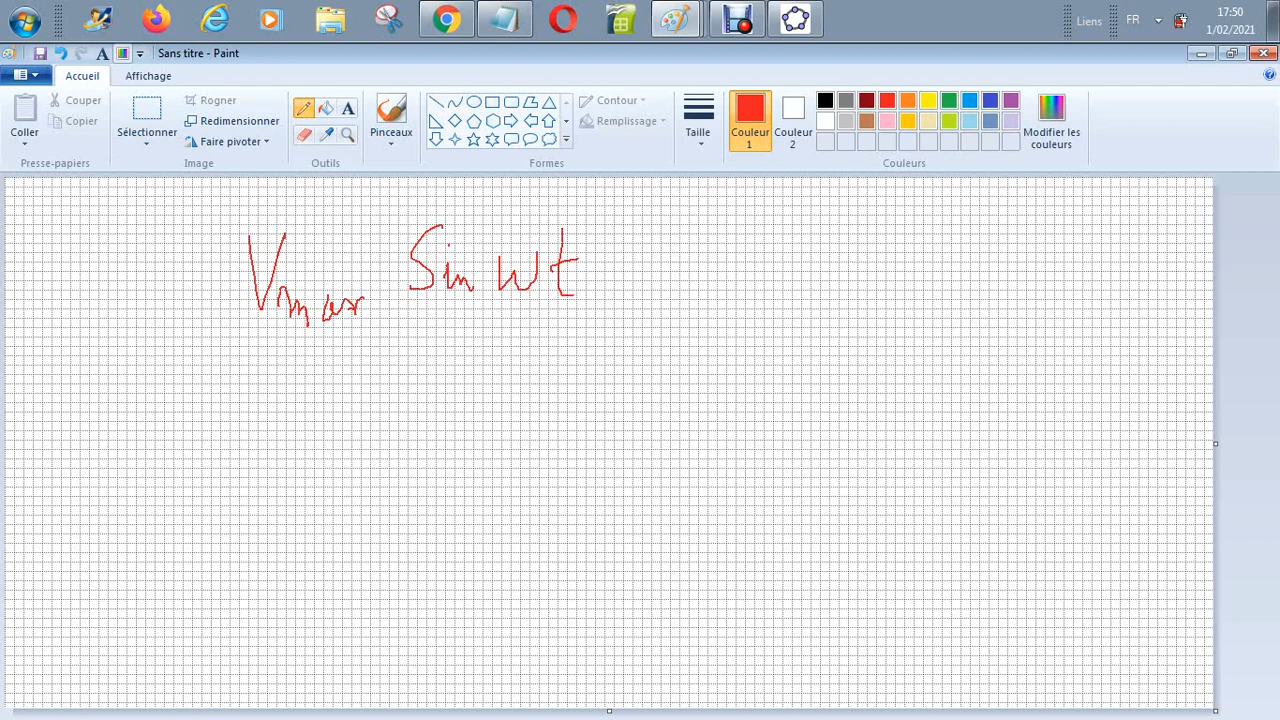 Liens
FR
17:50
1/02/2021
Sans titre - Paint
Accueil
Affichage
Coller
Couper
Copier
Presse-papiers
Sélectionner
Rogner
Redimensionner
Faire pivoter
Image
Outils
Pinceaux
Formes
Contour
Remplissage
Taille
Couleur 1
Couleur 2
Modifier les couleurs
Couleurs
Vmax Sin wt